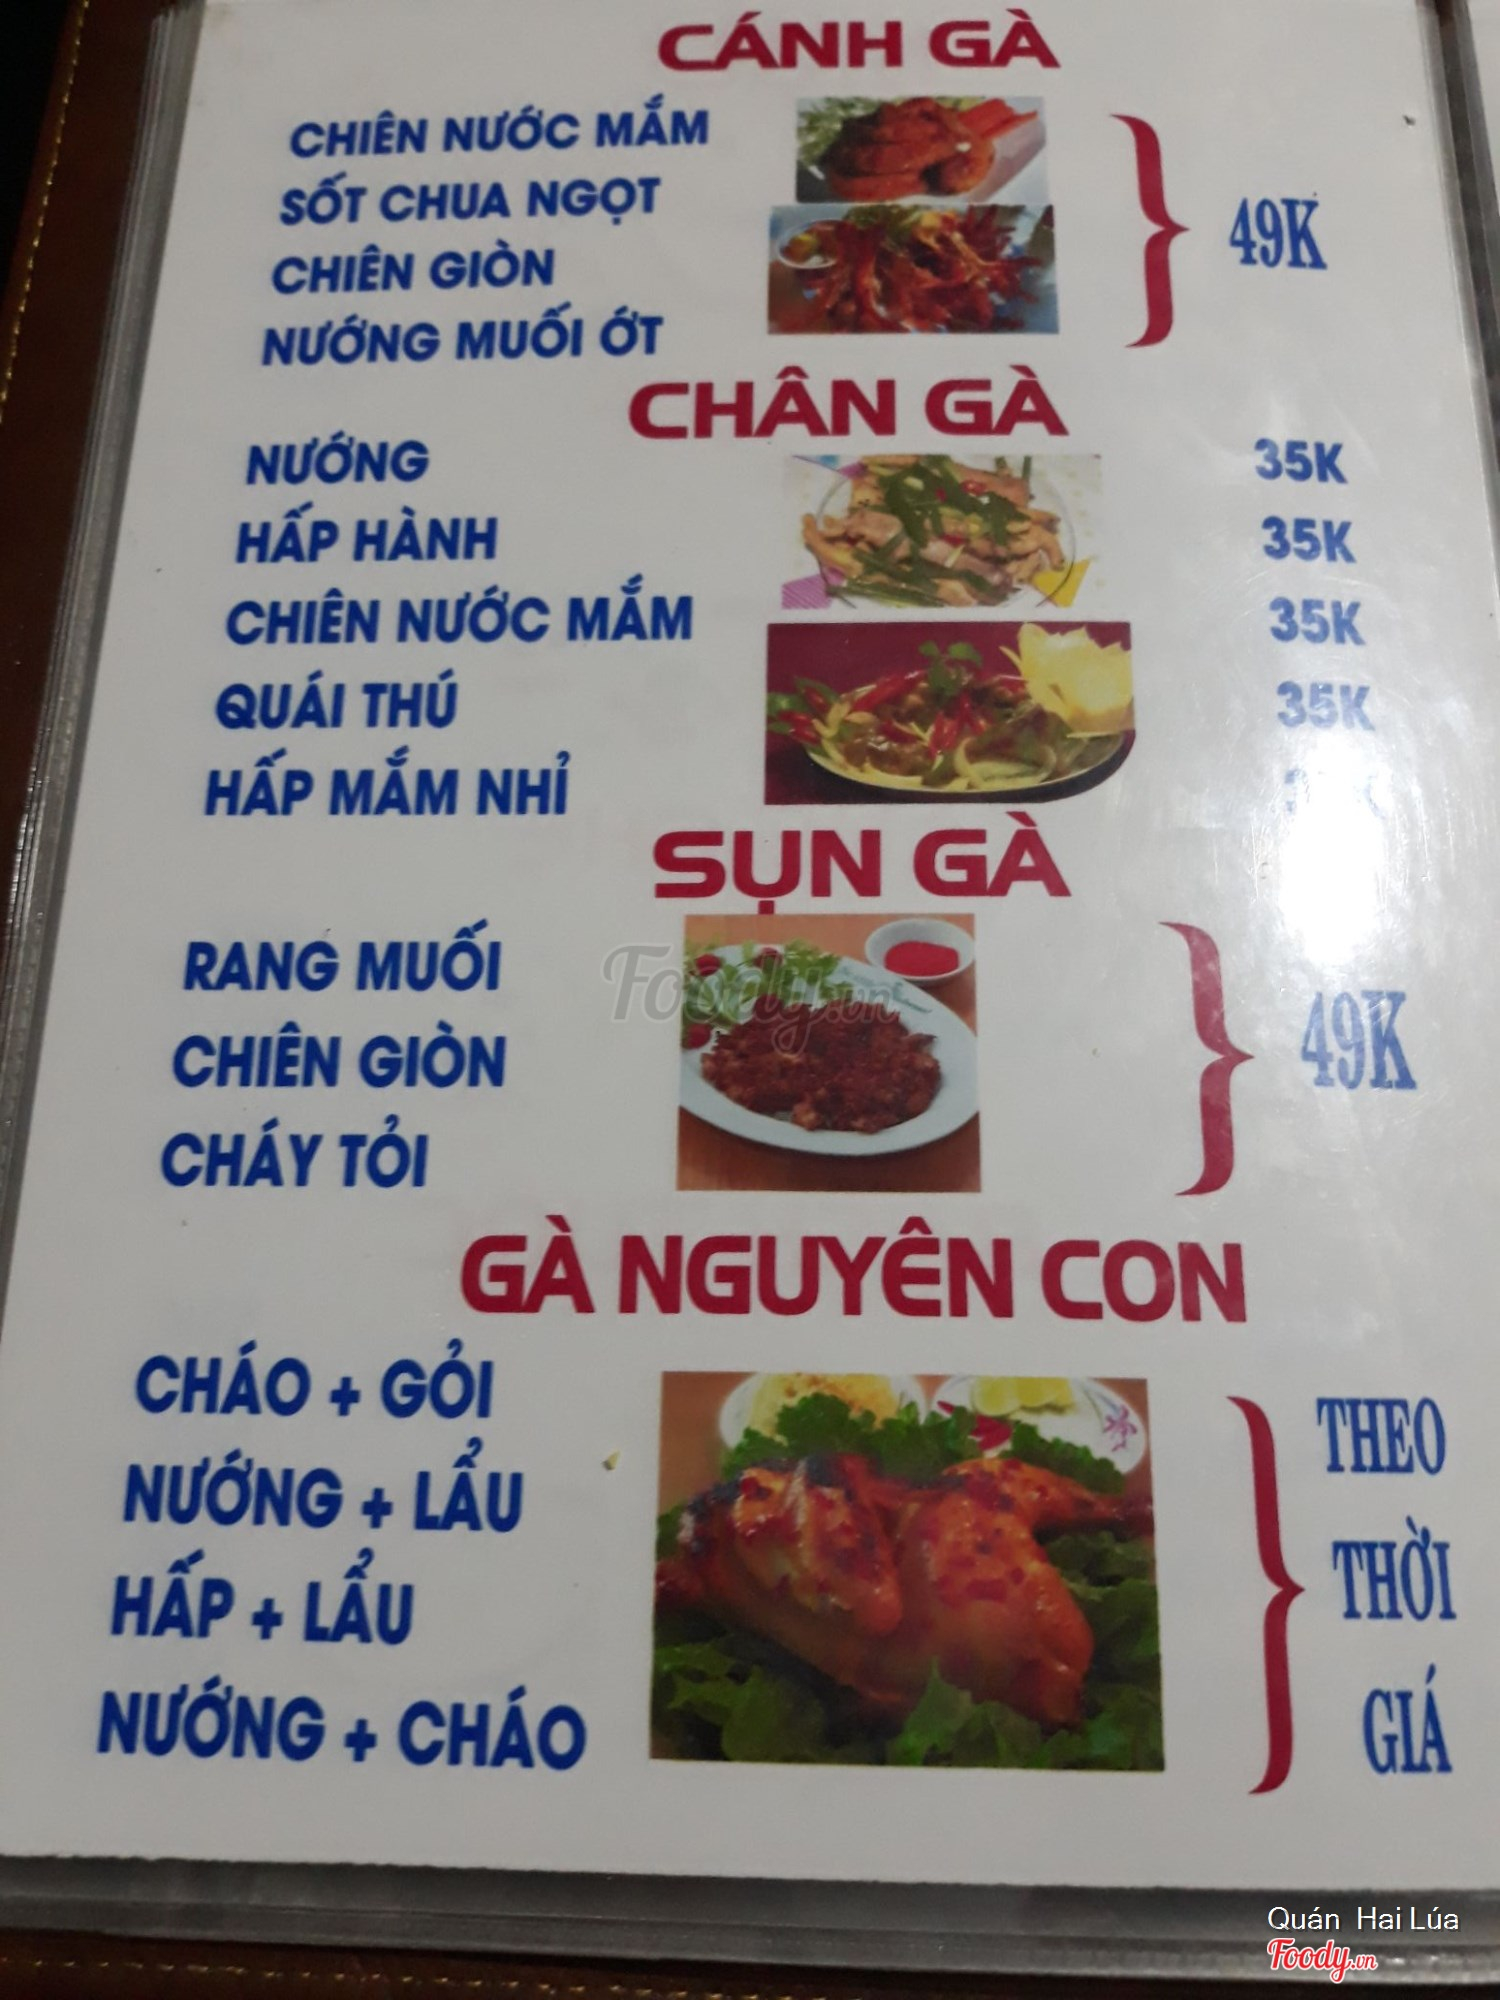 CÁNH GÀ
CHIÊN NƯỚC MẮM
SỐT CHUA NGỌT
CHIÊN GIÒN
NƯỚNG MUỐI ỚT
49K
CHÂN GÀ
NƯỚNG 35K
HẤP HÀNH 35K
CHIÊN NƯỚC MẮM 35K
QUÁI THÚ 35K
HẤP MẮM NHỈ
SỤN GÀ
RANG MUỐI
CHIÊN GIÒN
CHÁY TỎI
49K
Foody.vn
GÀ NGUYÊN CON
CHÁO + GỎI
NƯỚNG + LẨU
HẤP + LẨU
NƯỚNG + CHÁO
THEO
THỜI
GIÁ
Quán Hai Lúa
Foody.vn